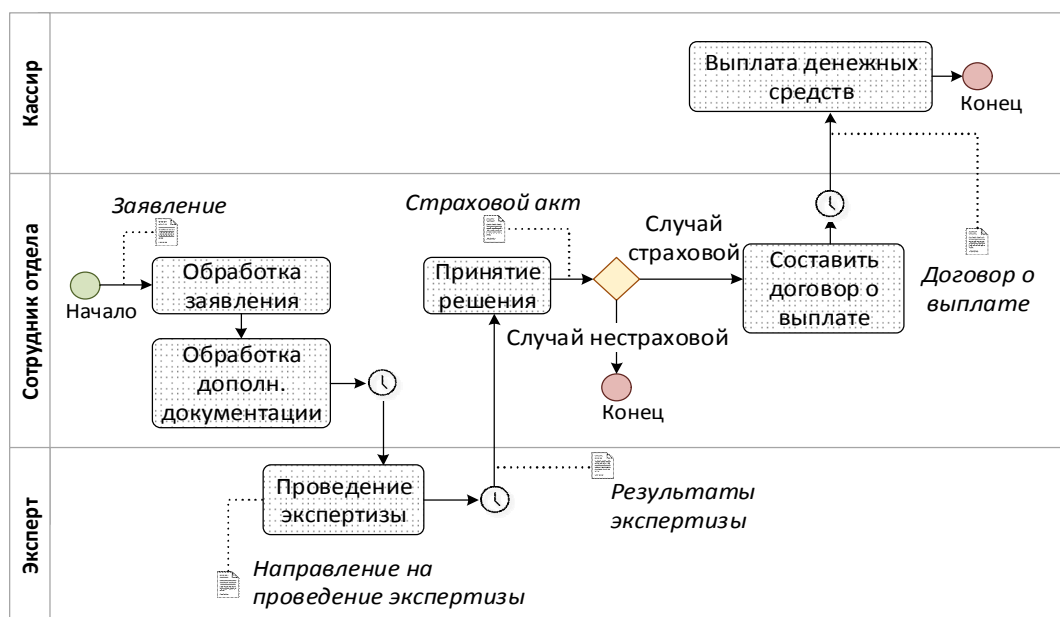 Кассир
Выплата денежных
средств
Конец
Сотрудник отдела
Заявление
Начало
Обработка
заявления
Обработка
дополн.
документации
Страховой акт
Принятие
решения
Случай
страховой
Случай нестраховой
Конец
Составить
договор о
выплате
Договор о
выплате
Эксперт
Проведение
экспертизы
Результаты
экспертизы
Направление на
проведение экспертизы